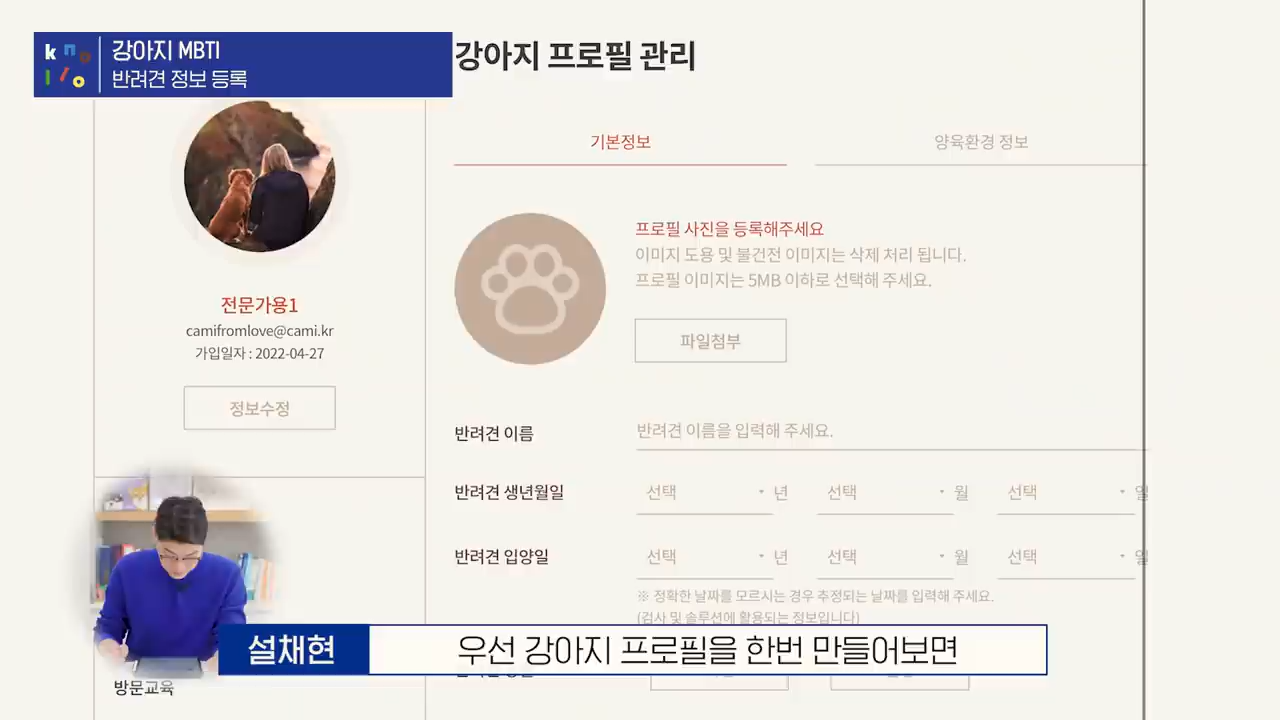 knollo
강아지 MBTI
반려견 정보 등록
강아지 프로필 관리
기본정보
양육환경 정보
전문가용1
camifromlove@cami.kr
가입일자 : 2022-04-27
정보수정
프로필 사진을 등록해주세요
이미지 도용 및 불건전 이미지는 삭제 처리 됩니다.
프로필 이미지는 5MB 이하로 선택해 주세요.
파일첨부
반려견 이름 반려견 이름을 입력해 주세요.
반려견 생년월일 선택 년 선택 월 선택 일
반려견 입양일 선택 년 선택 월 선택 일
※ 정확한 날짜를 모르시는 경우 추정되는 날짜를 입력해 주세요.
(검사 및 솔루션에 활용되는 정보입니다)
설채현 우선 강아지 프로필을 한번 만들어보면
방문교육